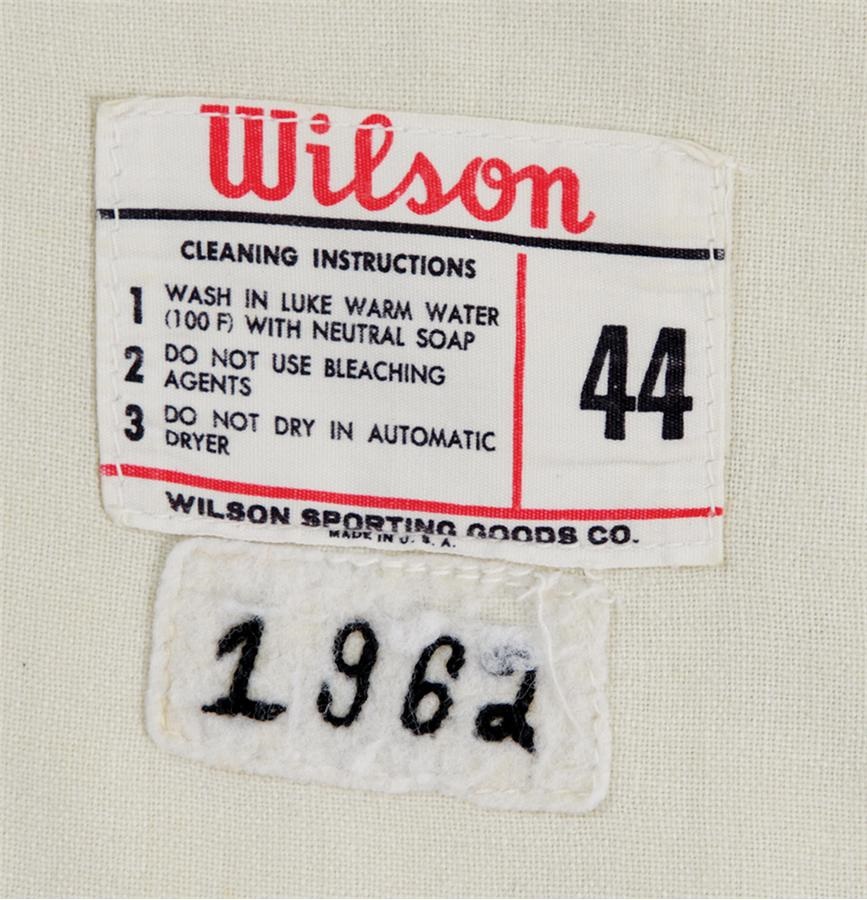 Wilson
CLEANING INSTRUCTIONS
1 WASH IN LUKE WARM WATER
(100 F) WITH NEUTRAL SOAP
2 DO NOT USE BLEACHING
AGENTS
3 DO NOT DRY IN AUTOMATIC
DRYER
44
WILSON SPORTING GOODS CO.
MADE IN U. S. A.
1962